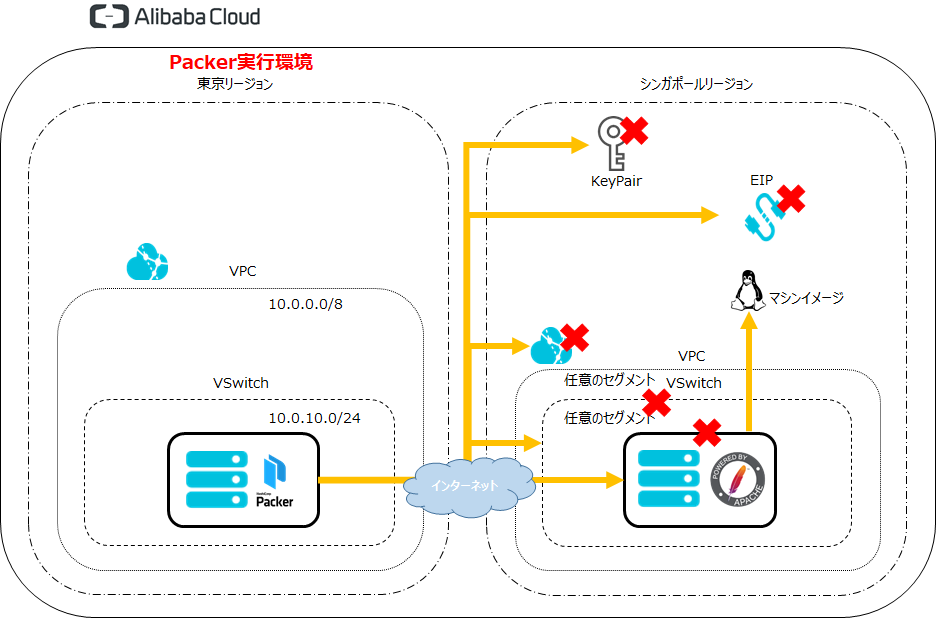 Alibaba Cloud
Packer実行環境
東京リージョン
シンガポールリージョン
KeyPair
EIP
マシンイメージ
VPC
10.0.0.0/8
VSwitch
10.0.10.0/24
HashiCorp
Packer
インターネット
VPC
任意のセグメント
VSwitch
任意のセグメント
POWERED BY
APACHE